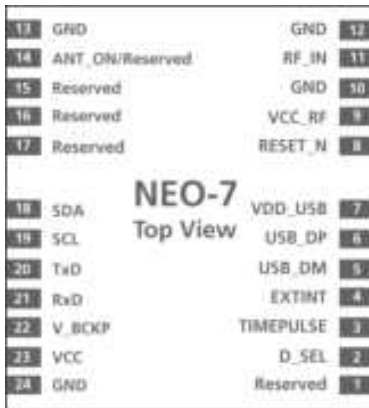 13 GND GND 12
14 ANT_ON/Reserved RF_IN 11
15 Reserved GND 10
16 Reserved VCC_RF 9
17 Reserved RESET_N 8
NEO-7
Top View
18 SDA VDD_USB 7
19 SCL USB_DP 6
20 TxD USB_DM 5
21 RxD EXTINT 4
22 V_BCKP TIMEPULSE 3
23 VCC D_SEL 2
24 GND Reserved 1